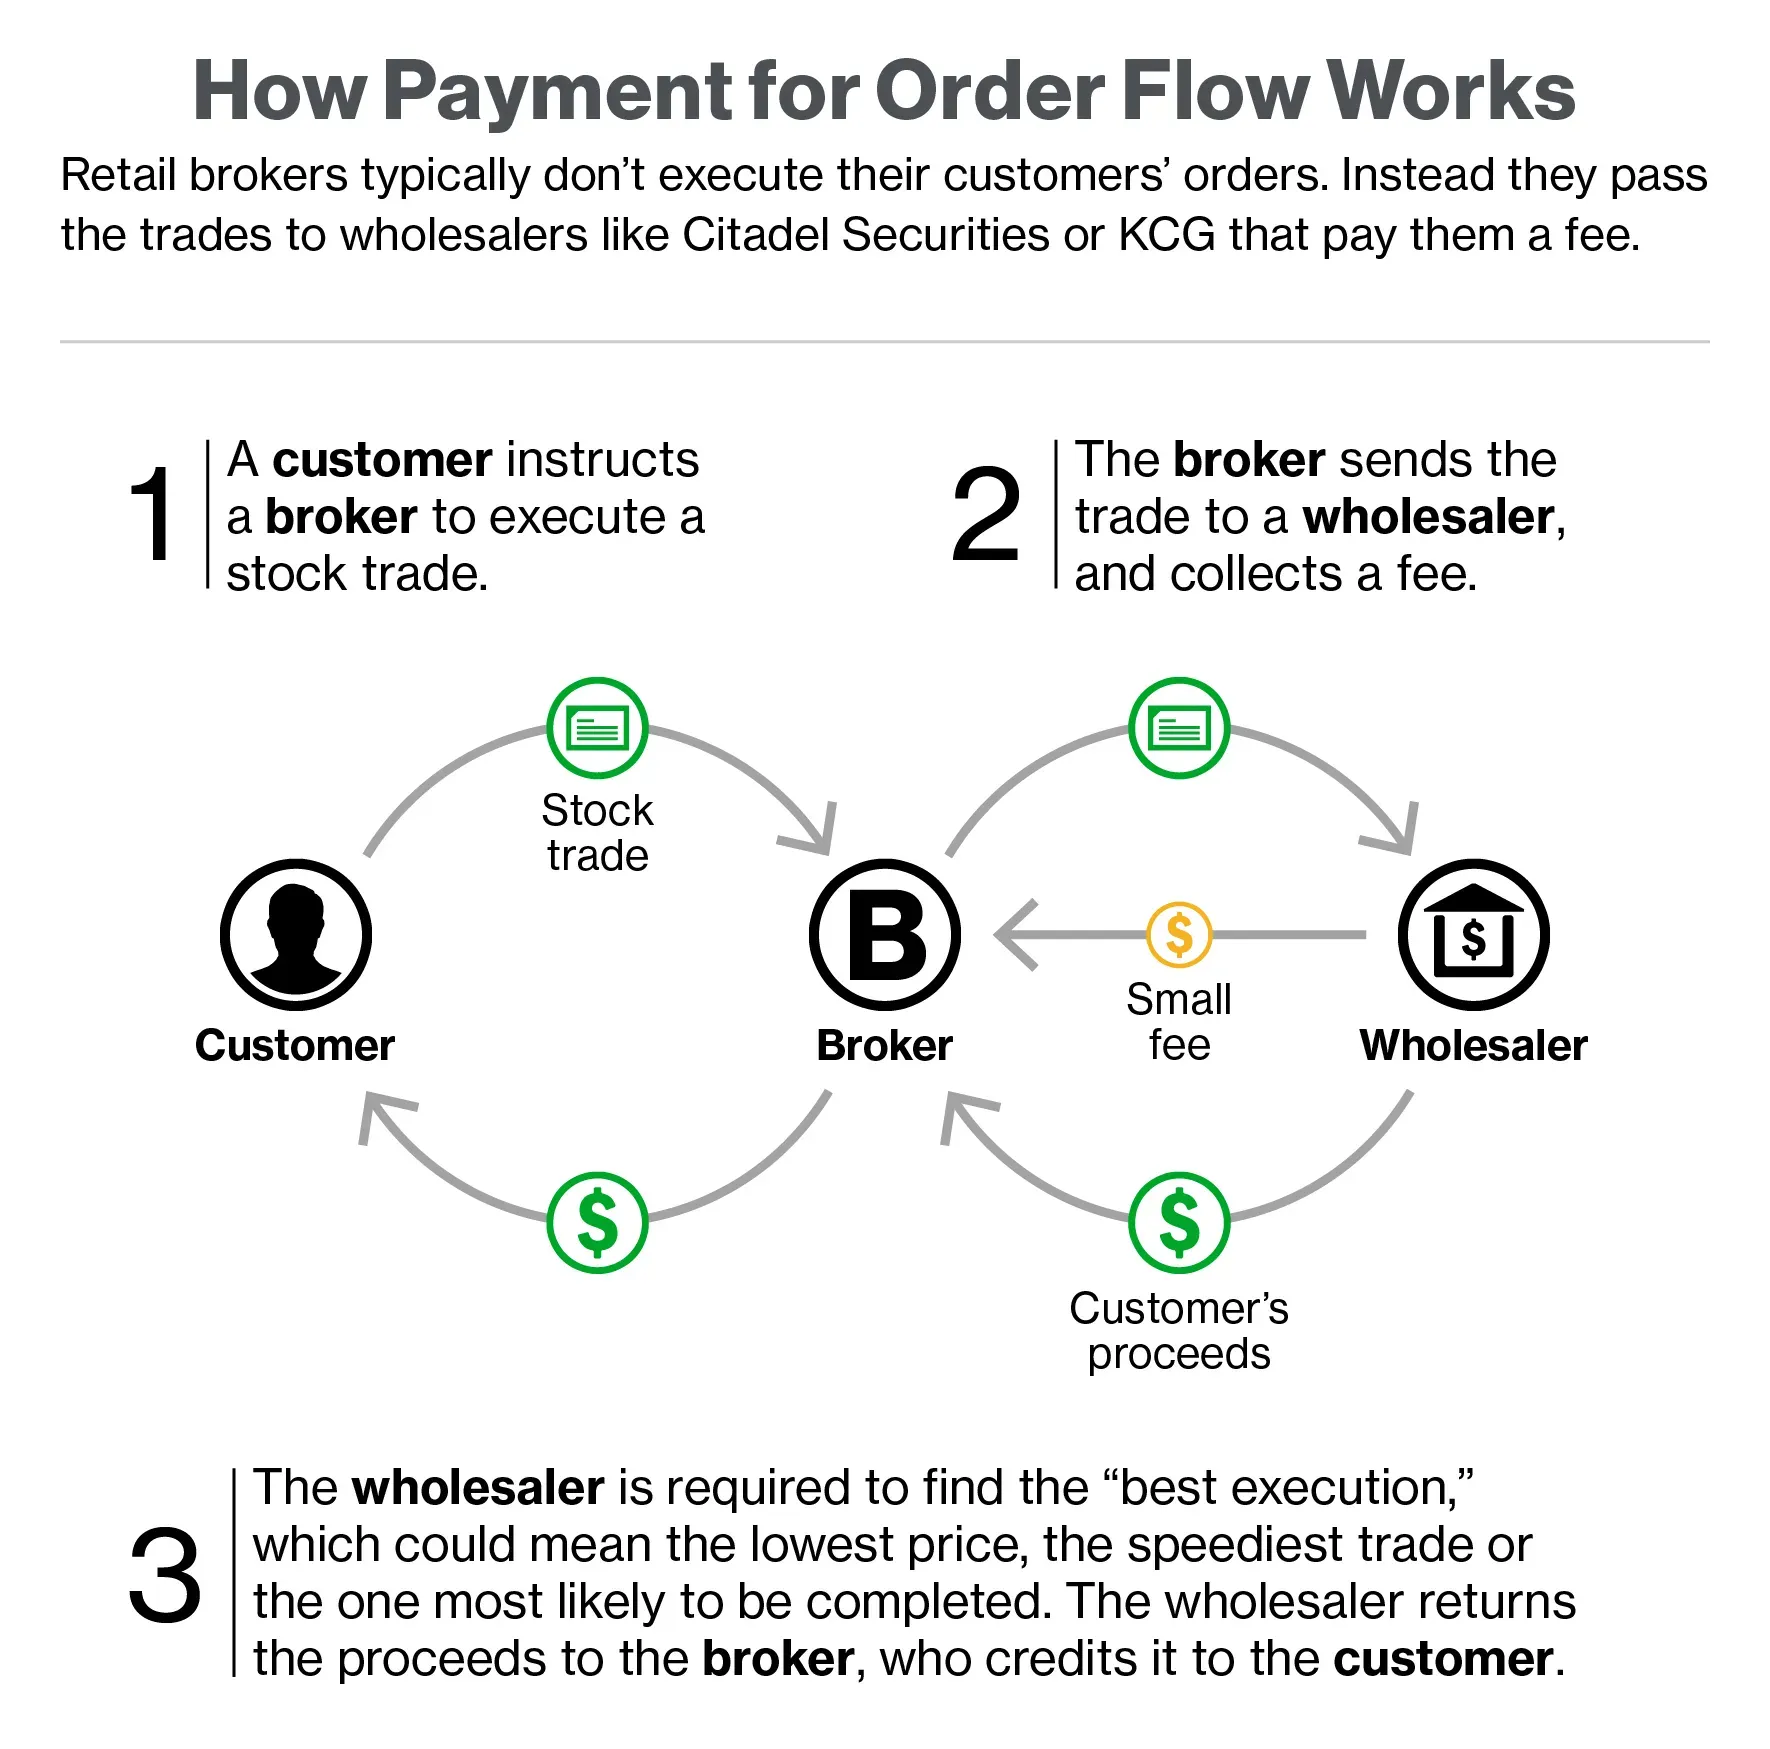 How Payment for Order Flow Works
Retail brokers typically don’t execute their customers’ orders. Instead they pass
the trades to wholesalers like Citadel Securities or KCG that pay them a fee.
1
A customer instructs
a broker to execute a
stock trade.
2
The broker sends the
trade to a wholesaler,
and collects a fee.
Stock
trade
B
$
$
Small
fee
Customer
Broker
Wholesaler
$
$
Customer’s
proceeds
3
The wholesaler is required to find the “best execution,”
which could mean the lowest price, the speediest trade or
the one most likely to be completed. The wholesaler returns
the proceeds to the broker, who credits it to the customer.